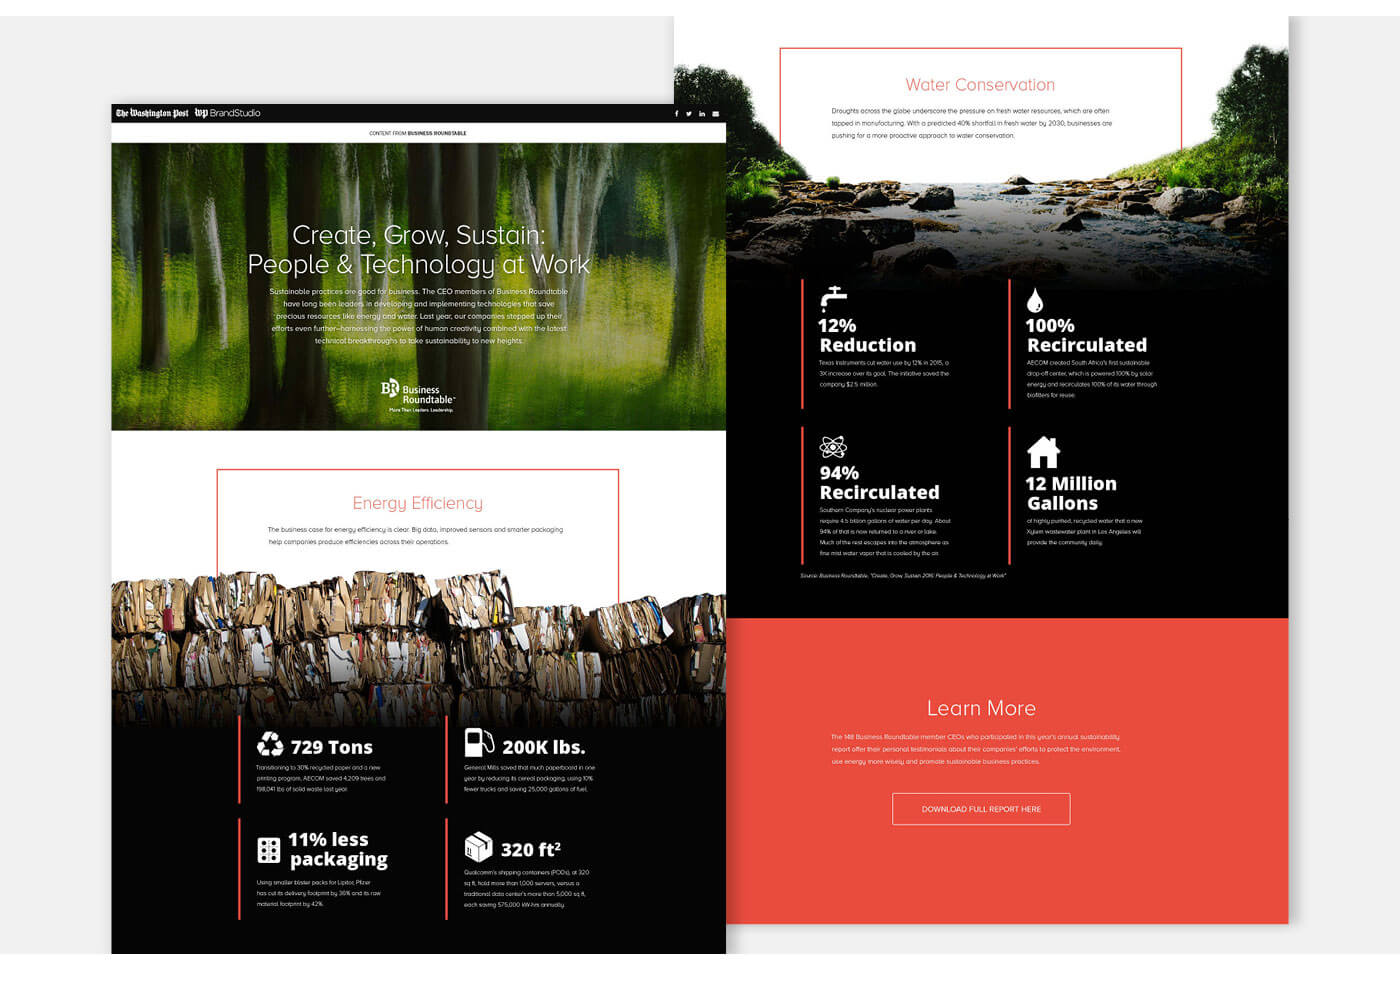 The Washington Post WP BrandStudio
CONTENT FROM BUSINESS ROUNDTABLE
Create, Grow, Sustain:
People & Technology at Work
Sustainable practices are good for business. The CEO members of Business Roundtable
have long been leaders in developing and implementing technologies that save
precious resources like energy and water. Last year, our companies stepped up their
efforts even further–harnessing the power of human creativity combined with the latest
technical breakthroughs to take sustainability to new heights.
BR Business
Roundtable™
More Than Leaders. Leadership.
Energy Efficiency
The business case for energy efficiency is clear. Big data, improved sensors and smarter packaging
help companies produce efficiencies across their operations.
729 Tons
Transitioning to 30% recycled paper and a new
printing program, AECOM saved 4,209 trees and
198,041 lbs of solid waste last year.
200K lbs.
General Mills saved that much paperboard in one
year by reducing its cereal packaging, using 10%
fewer trucks and saving 25,000 gallons of fuel.
11% less
packaging
Using smaller blister packs for Lipitor, Pfizer
has cut its delivery footprint by 36% and its raw
material footprint by 42%.
320 ft²
Qualcomm's shipping containers (PODs), at 320
sq ft, hold more than 1,000 servers, versus a
traditional data center's more than 5,000 sq ft,
each saving 575,000 kW-hrs annually.
Water Conservation
Droughts across the globe underscore the pressure on fresh water resources, which are often
tapped in manufacturing. With a predicted 40% shortfall in fresh water by 2030, businesses are
pushing for a more proactive approach to water conservation.
12%
Reduction
Texas Instruments cut water use by 12% in 2015, a
3X increase over its goal. The initiative saved the
company $2.5 million.
100%
Recirculated
AECOM created South Africa's first sustainable
drop-off center, which is powered 100% by solar
energy and recirculates 100% of its water through
biofilters for reuse.
94%
Recirculated
Southern Company's nuclear power plants
require 4.5 billion gallons of water per day. About
94% of that is now returned to a river or lake.
Much of the rest escapes into the atmosphere as
fine mist water vapor that is cooled by the air.
12 Million
Gallons
of highly purified, recycled water that a new
Xylem wastewater plant in Los Angeles will
provide the community daily.
Source: Business Roundtable, "Create, Grow, Sustain 2016: People & Technology at Work"
Learn More
The 148 Business Roundtable member CEOs who participated in this year's annual sustainability
report offer their personal testimonials about their companies' efforts to protect the environment,
use energy more wisely and promote sustainable business practices.
DOWNLOAD FULL REPORT HERE